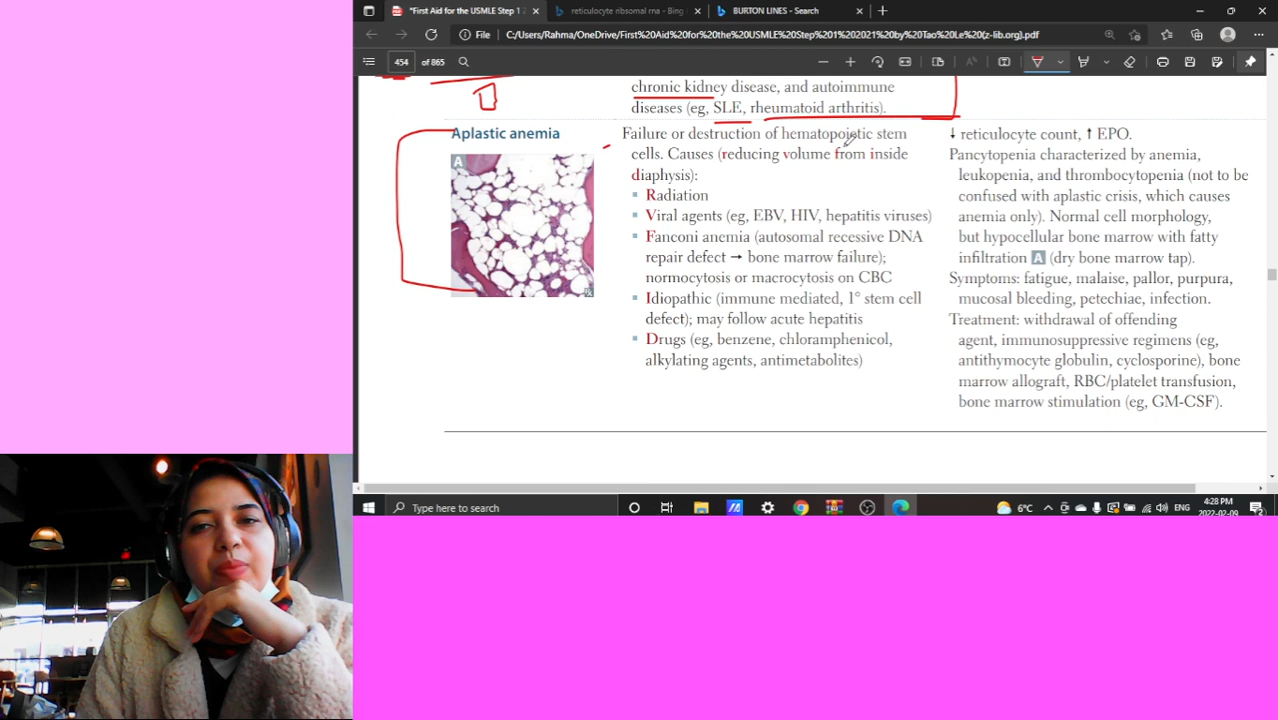 "First Aid for the USMLE Step 1 2
reticulocyte ribsomal rna - Bing
BURTON LINES - Search
File
C:/Users/Rahma/OneDrive/First%20Aid%20for%20the%20USMLE%20Step%201%202021%20by%20Tao%20Le%20(z-lib.org).pdf
454 of 865
chronic kidney disease, and autoimmune
diseases (eg, SLE, rheumatoid arthritis).
Aplastic anemia
A
Failure or destruction of hematopoietic stem
cells. Causes (reducing volume from inside
diaphysis):
Radiation
Viral agents (eg, EBV, HIV, hepatitis viruses)
Fanconi anemia (autosomal recessive DNA
repair defect → bone marrow failure);
normocytosis or macrocytosis on CBC
Idiopathic (immune mediated, 1° stem cell
defect); may follow acute hepatitis
Drugs (eg, benzene, chloramphenicol,
alkylating agents, antimetabolites)
↓ reticulocyte count, ↑ EPO.
Pancytopenia characterized by anemia,
leukopenia, and thrombocytopenia (not to be
confused with aplastic crisis, which causes
anemia only). Normal cell morphology,
but hypocellular bone marrow with fatty
infiltration A (dry bone marrow tap).
Symptoms: fatigue, malaise, pallor, purpura,
mucosal bleeding, petechiae, infection.
Treatment: withdrawal of offending
agent, immunosuppressive regimens (eg,
antithymocyte globulin, cyclosporine), bone
marrow allograft, RBC/platelet transfusion,
bone marrow stimulation (eg, GM-CSF).
Type here to search
6°C
ENG
4:28 PM
2022-02-09